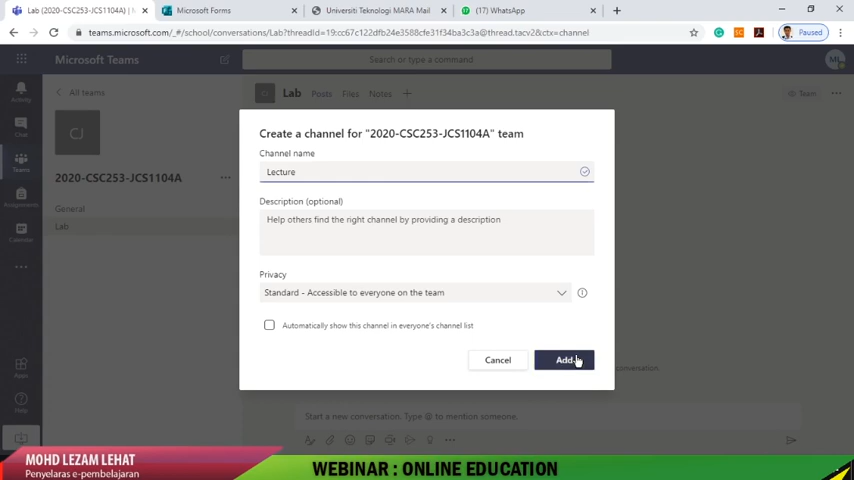 Lab (2020-CSC253-JCS1104A) |
Microsoft Forms
Universiti Teknologi MARA Mail
(17) WhatsApp
teams.microsoft.com/_#/school/conversations/Lab?threadId=19:cc67c122dfb24e3588cfe31f34ba3c3a@thread.tacv2&ctx=channel
Paused
Microsoft Teams
Search or type a command
ML
Activity
Chat
Teams
Assignments
Calendar
Apps
Help
All teams
CJ
2020-CSC253-JCS1104A
General
Lab
Lab
Posts
Files
Notes
Team
Create a channel for "2020-CSC253-JCS1104A" team
Channel name
Lecture
Description (optional)
Help others find the right channel by providing a description
Privacy
Standard - Accessible to everyone on the team
Automatically show this channel in everyone's channel list
Cancel
Add
conversation
Start a new conversation. Type @ to mention someone.
MOHD LEZAM LEHAT
Penyelaras e-pembelajaran
WEBINAR : ONLINE EDUCATION